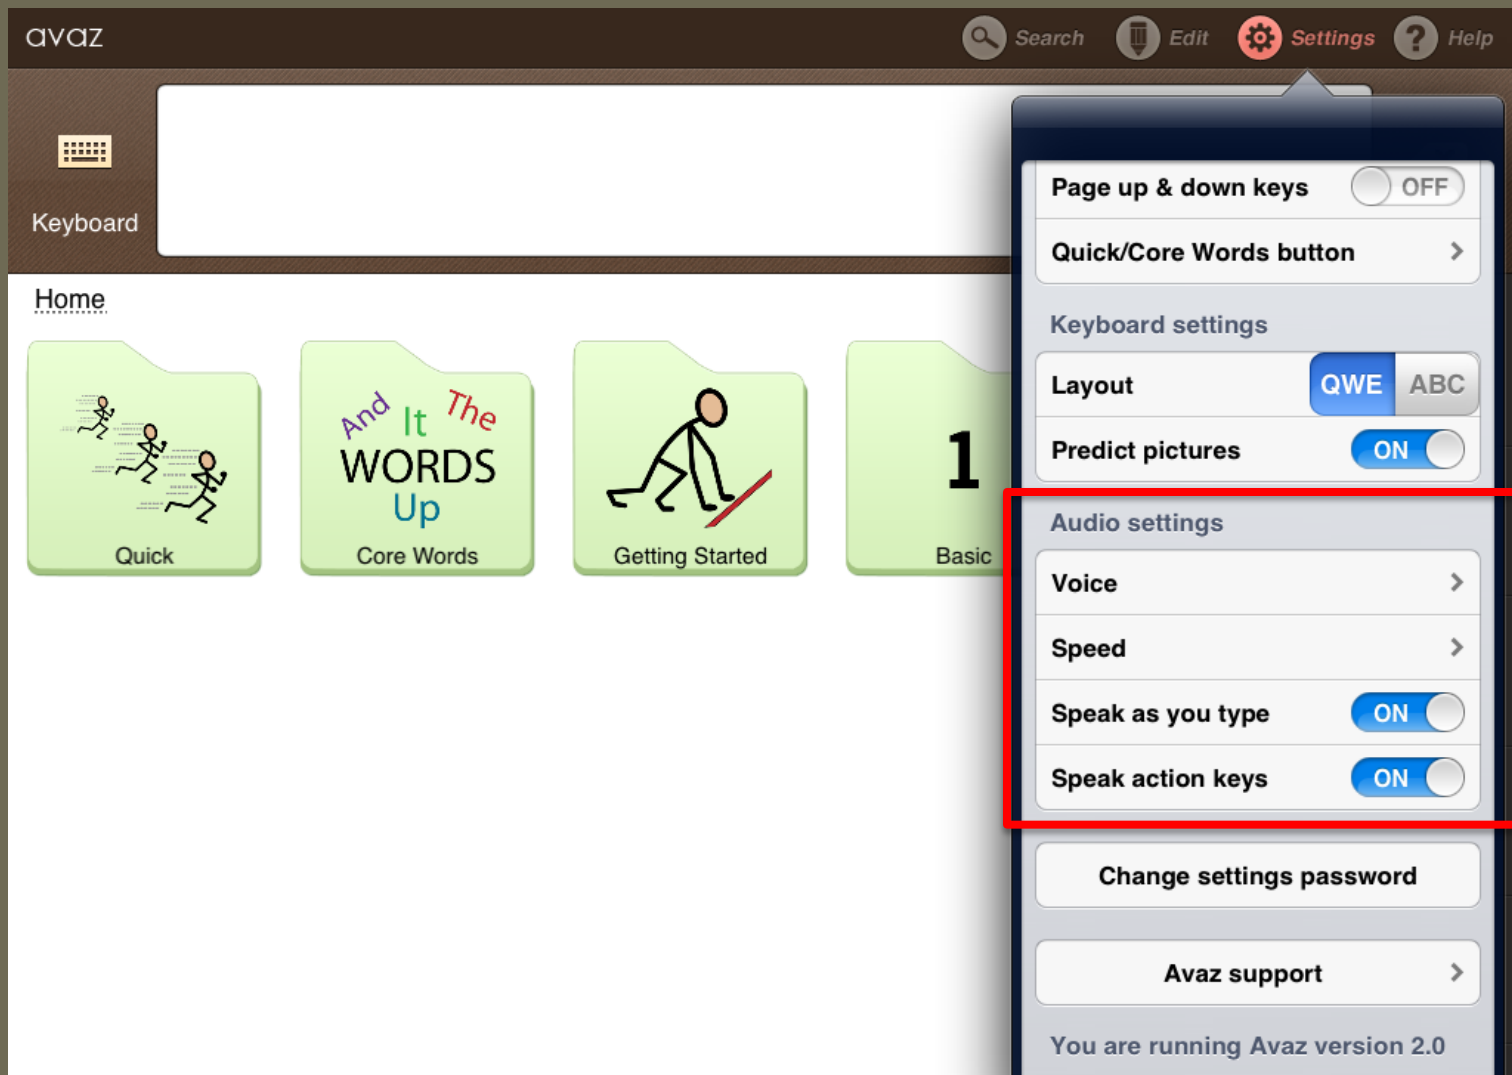 avaz
Search
Edit
Settings
? Help
Keyboard
Page up & down keys OFF
Quick/Core Words button
Home
Keyboard settings
Layout QWE ABC
Predict pictures ON
And It The
WORDS
Up
1
Quick
Core Words
Getting Started
Basic
Audio settings
Voice
Speed
Speak as you type ON
Speak action keys ON
Change settings password
Avaz support
You are running Avaz version 2.0